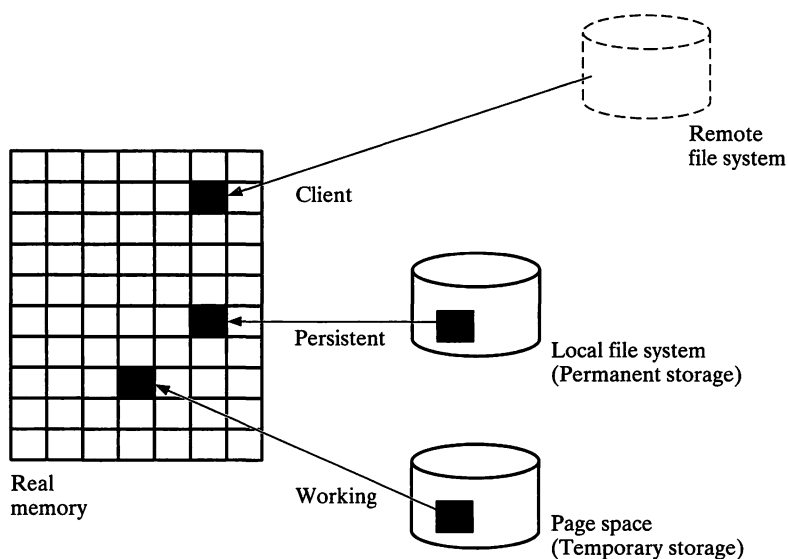 Remote
file system
Client
Persistent
Local file system
(Permanent storage)
Real
memory
Working
Page space
(Temporary storage)